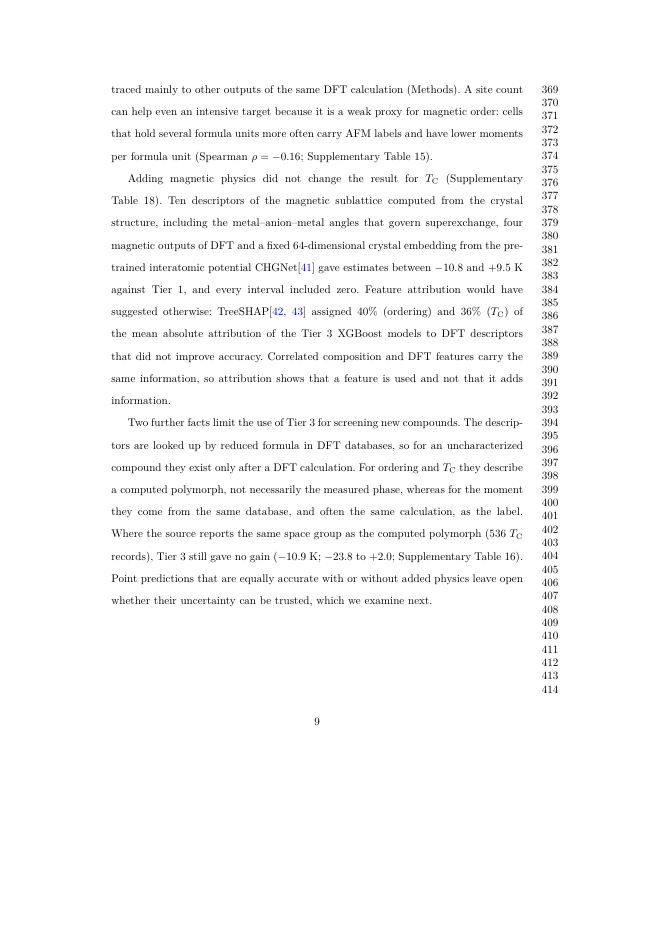 traced mainly to other outputs of the same DFT calculation (Methods). A site count
can help even an intensive target because it is a weak proxy for magnetic order: cells
that hold several formula units more often carry AFM labels and have lower moments
per formula unit (Spearman ρ = −0.16; Supplementary Table 15).
Adding magnetic physics did not change the result for T_C (Supplementary
Table 18). Ten descriptors of the magnetic sublattice computed from the crystal
structure, including the metal–anion–metal angles that govern superexchange, four
magnetic outputs of DFT and a fixed 64-dimensional crystal embedding from the pre-
trained interatomic potential CHGNet[41] gave estimates between −10.8 and +9.5 K
against Tier 1, and every interval included zero. Feature attribution would have
suggested otherwise: TreeSHAP[42, 43] assigned 40% (ordering) and 36% (T_C) of
the mean absolute attribution of the Tier 3 XGBoost models to DFT descriptors
that did not improve accuracy. Correlated composition and DFT features carry the
same information, so attribution shows that a feature is used and not that it adds
information.
Two further facts limit the use of Tier 3 for screening new compounds. The descrip-
tors are looked up by reduced formula in DFT databases, so for an uncharacterized
compound they exist only after a DFT calculation. For ordering and T_C they describe
a computed polymorph, not necessarily the measured phase, whereas for the moment
they come from the same database, and often the same calculation, as the label.
Where the source reports the same space group as the computed polymorph (536 T_C
records), Tier 3 still gave no gain (−10.9 K; −23.8 to +2.0; Supplementary Table 16).
Point predictions that are equally accurate with or without added physics leave open
whether their uncertainty can be trusted, which we examine next.
369
370
371
372
373
374
375
376
377
378
379
380
381
382
383
384
385
386
387
388
389
390
391
392
393
394
395
396
397
398
399
400
401
402
403
404
405
406
407
408
409
410
411
412
413
414
9